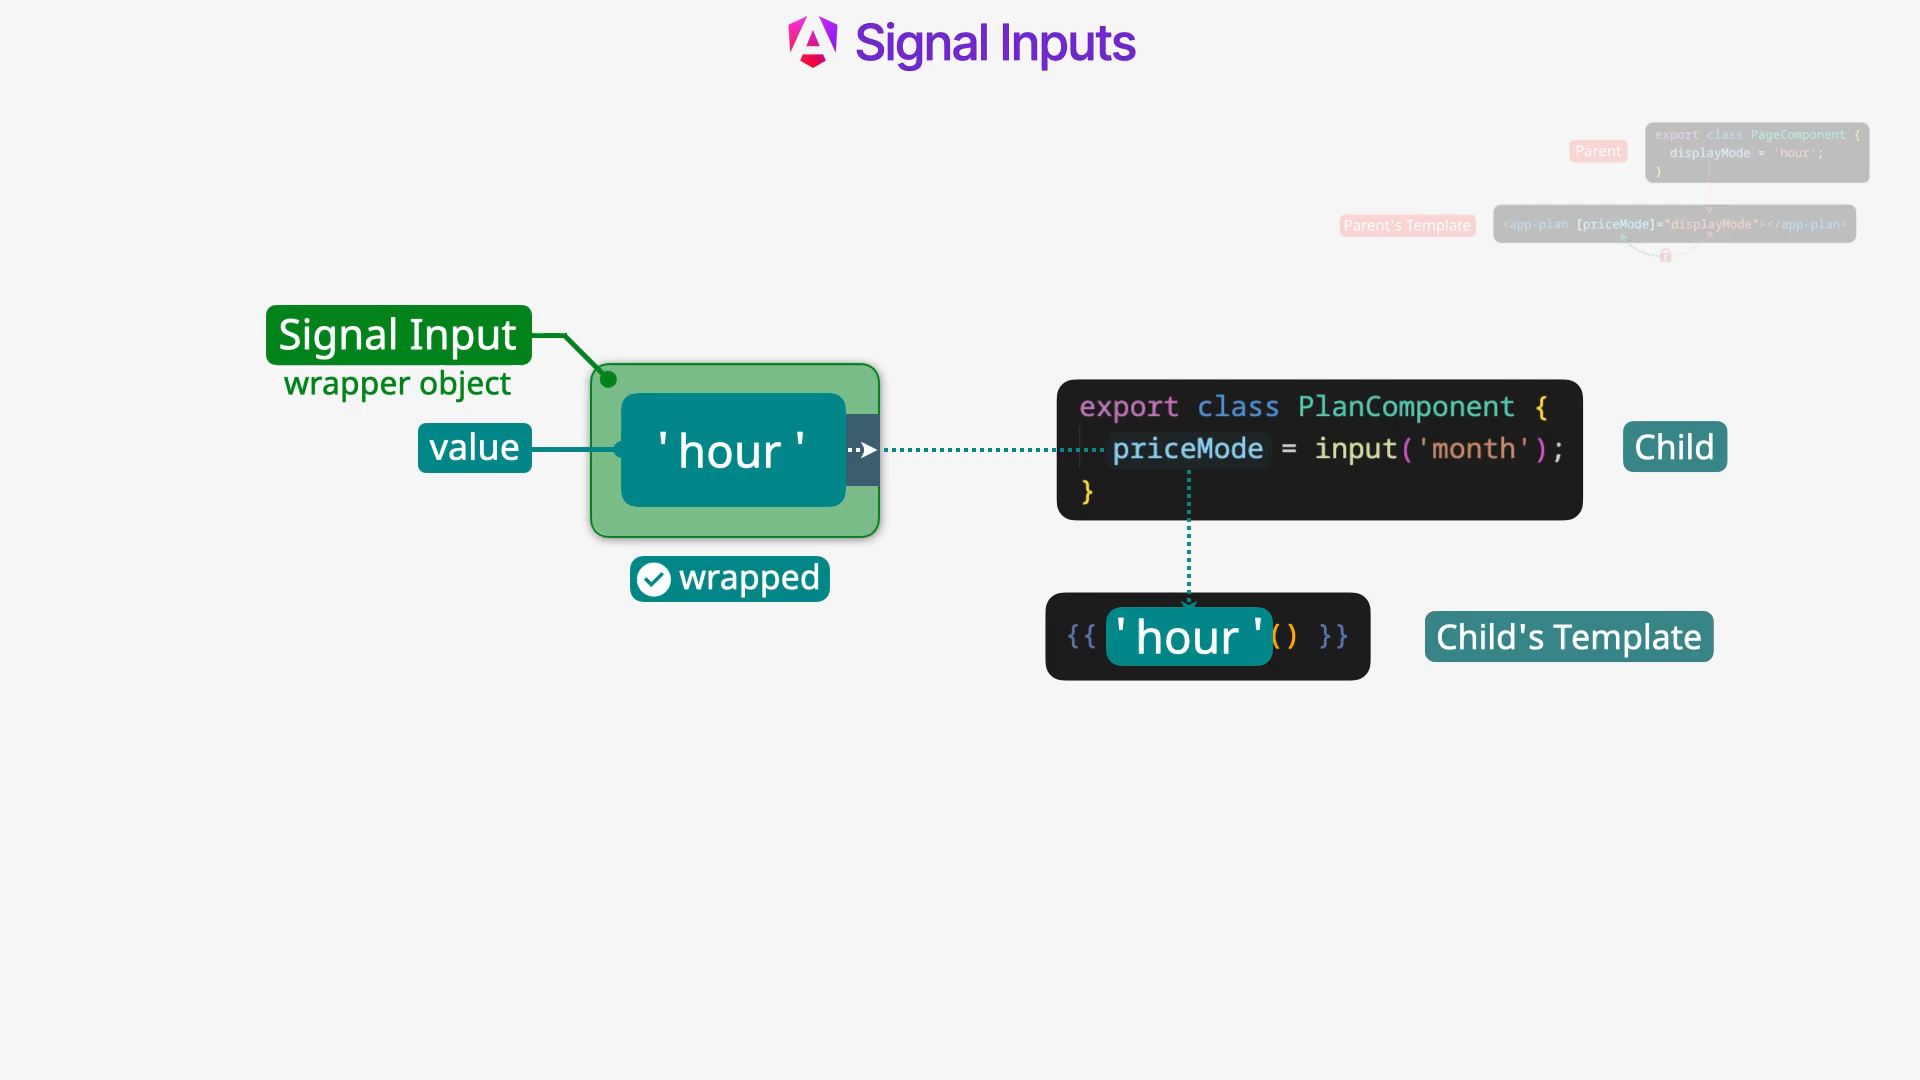 Signal Inputs
Parent
export class PageComponent {
displayMode = 'hour';
}
Parent's Template
<app-plan [priceMode]="displayMode"></app-plan>
Signal Input
wrapper object
value
'hour'
wrapped
export class PlanComponent {
priceMode = input('month');
}
Child
{{ 'hour'() }}
Child's Template